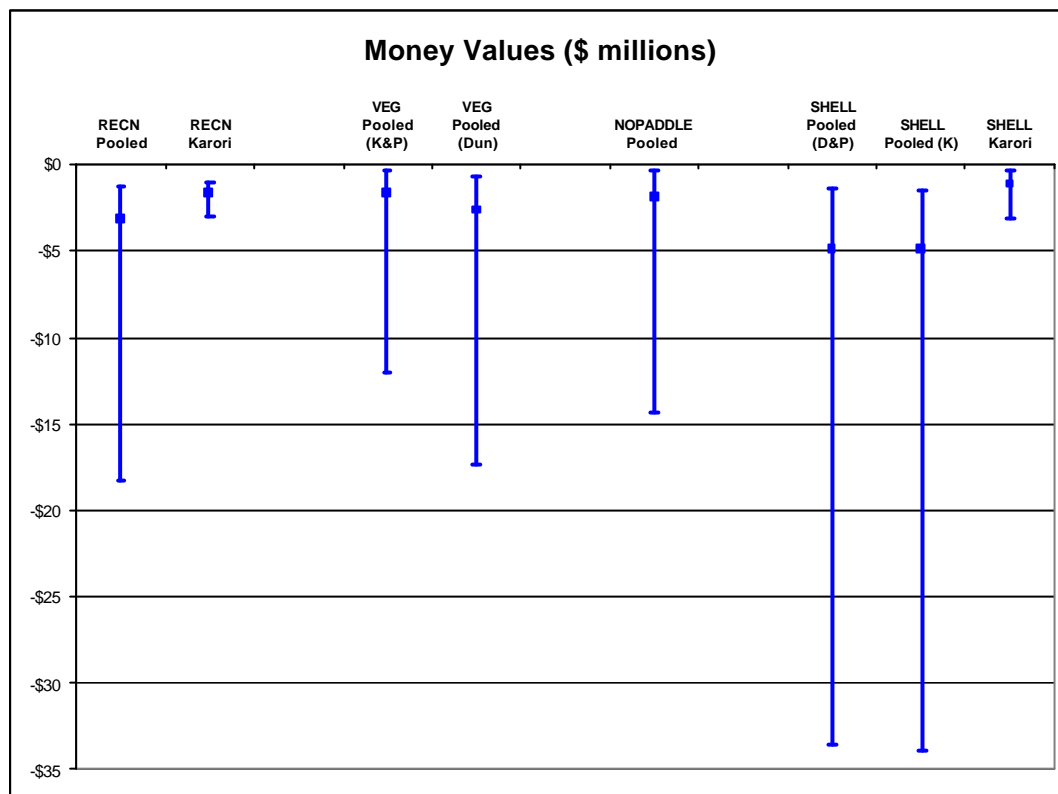 Money Values ($ millions)
RECN
Pooled
RECN
Karori
VEG
Pooled
(K&P)
VEG
Pooled
(Dun)
NOPADDLE
Pooled
SHELL
Pooled
(D&P)
SHELL
Pooled (K)
SHELL
Karori
$0
-$5
-$10
-$15
-$20
-$25
-$30
-$35